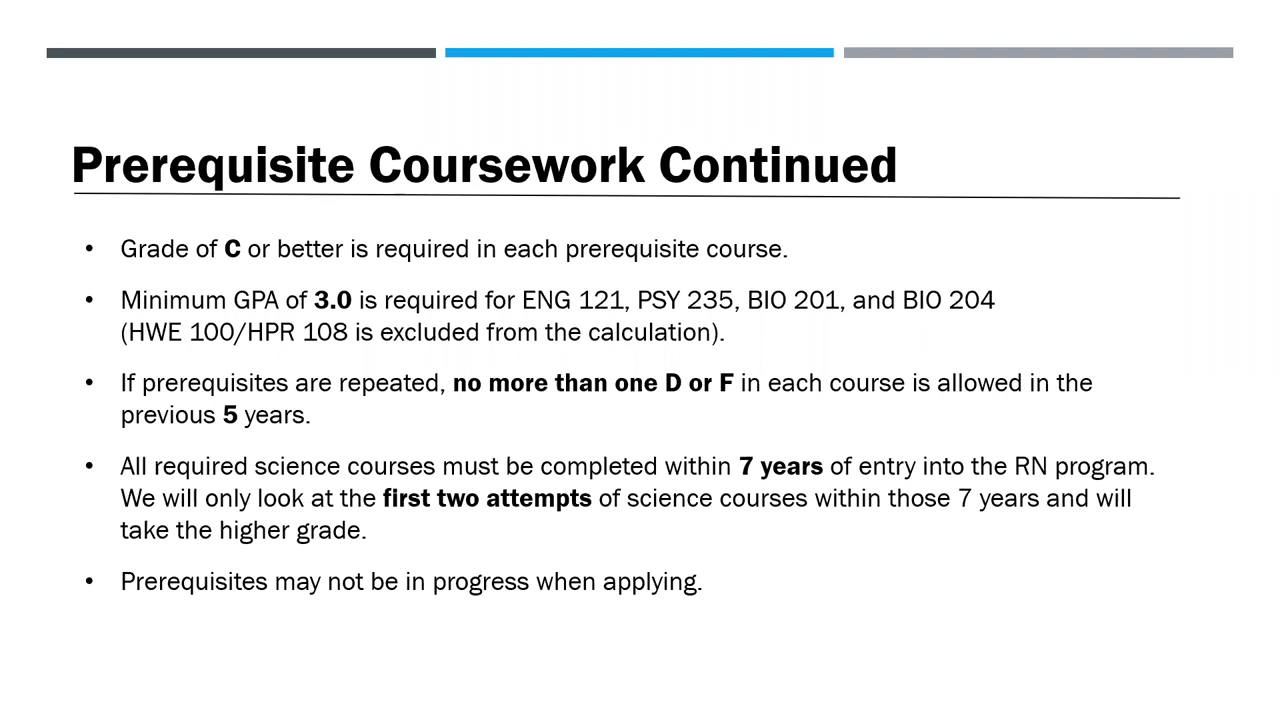 Prerequisite Coursework Continued
• Grade of C or better is required in each prerequisite course.
• Minimum GPA of 3.0 is required for ENG 121, PSY 235, BIO 201, and BIO 204
(HWE 100/HPR 108 is excluded from the calculation).
• If prerequisites are repeated, no more than one D or F in each course is allowed in the
previous 5 years.
• All required science courses must be completed within 7 years of entry into the RN program.
We will only look at the first two attempts of science courses within those 7 years and will
take the higher grade.
• Prerequisites may not be in progress when applying.